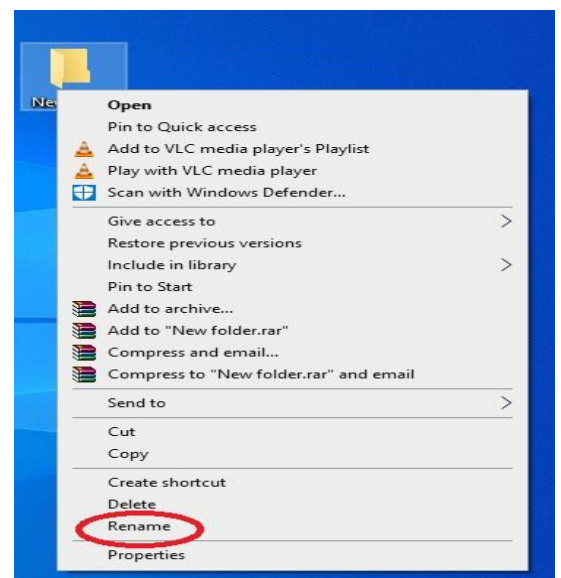 Open
Pin to Quick access
Add to VLC media player's Playlist
Play with VLC media player
Scan with Windows Defender...
Give access to
Restore previous versions
Include in library
Pin to Start
Add to archive...
Add to "New folder.rar"
Compress and email...
Compress to "New folder.rar" and email
Send to
Cut
Copy
Create shortcut
Delete
Rename
Properties